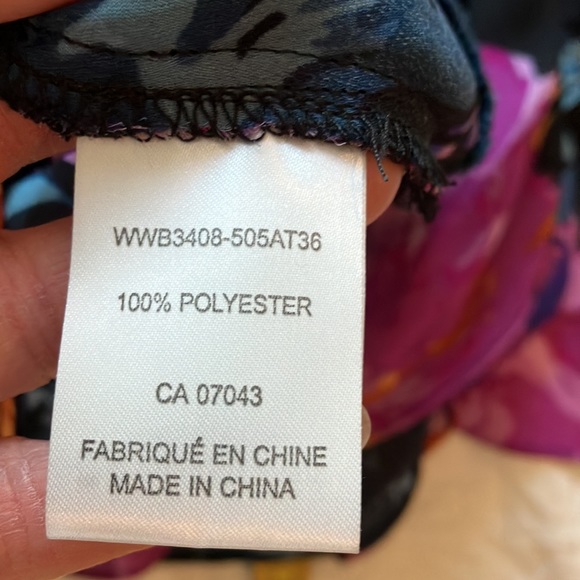 WWB3408-505AT36
100% POLYESTER
CA 07043
FABRIQUÉ EN CHINE
MADE IN CHINA